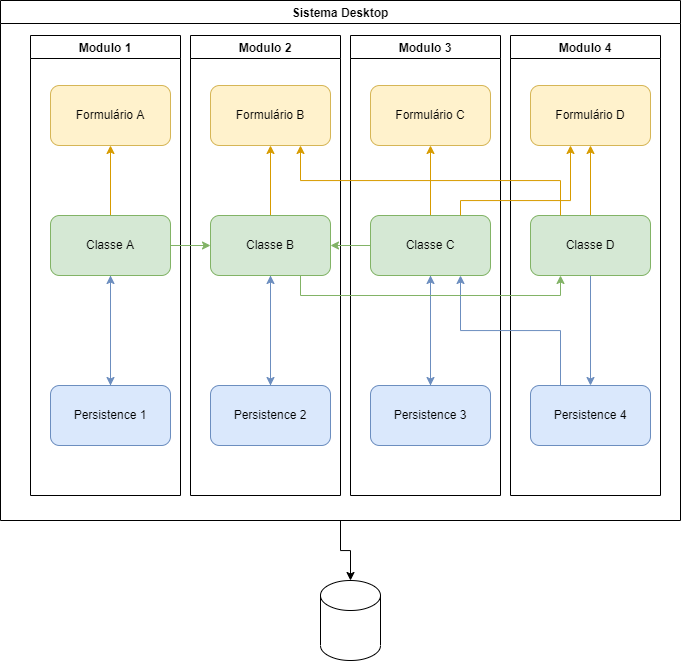 Sistema Desktop
Modulo 1
Modulo 2
Modulo 3
Modulo 4
Formulário A
Formulário B
Formulário C
Formulário D
Classe A
Classe B
Classe C
Classe D
Persistence 1
Persistence 2
Persistence 3
Persistence 4